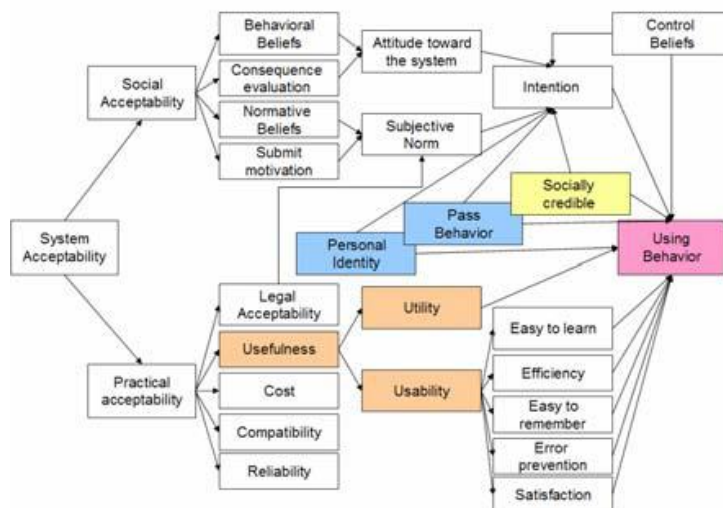 Behavioral
Beliefs
Control
Beliefs
Attitude toward
the system
Social
Acceptability
Consequence
evaluation
Intention
Normative
Beliefs
Subjective
Norm
Submit
motivation
Socially
credible
Pass
Behavior
System
Acceptability
Personal
Identity
Using
Behavior
Legal
Acceptability
Utility
Easy to learn
Usefulness
Efficiency
Practical
acceptability
Cost
Usability
Easy to
remember
Compatibility
Error
prevention
Reliability
Satisfaction